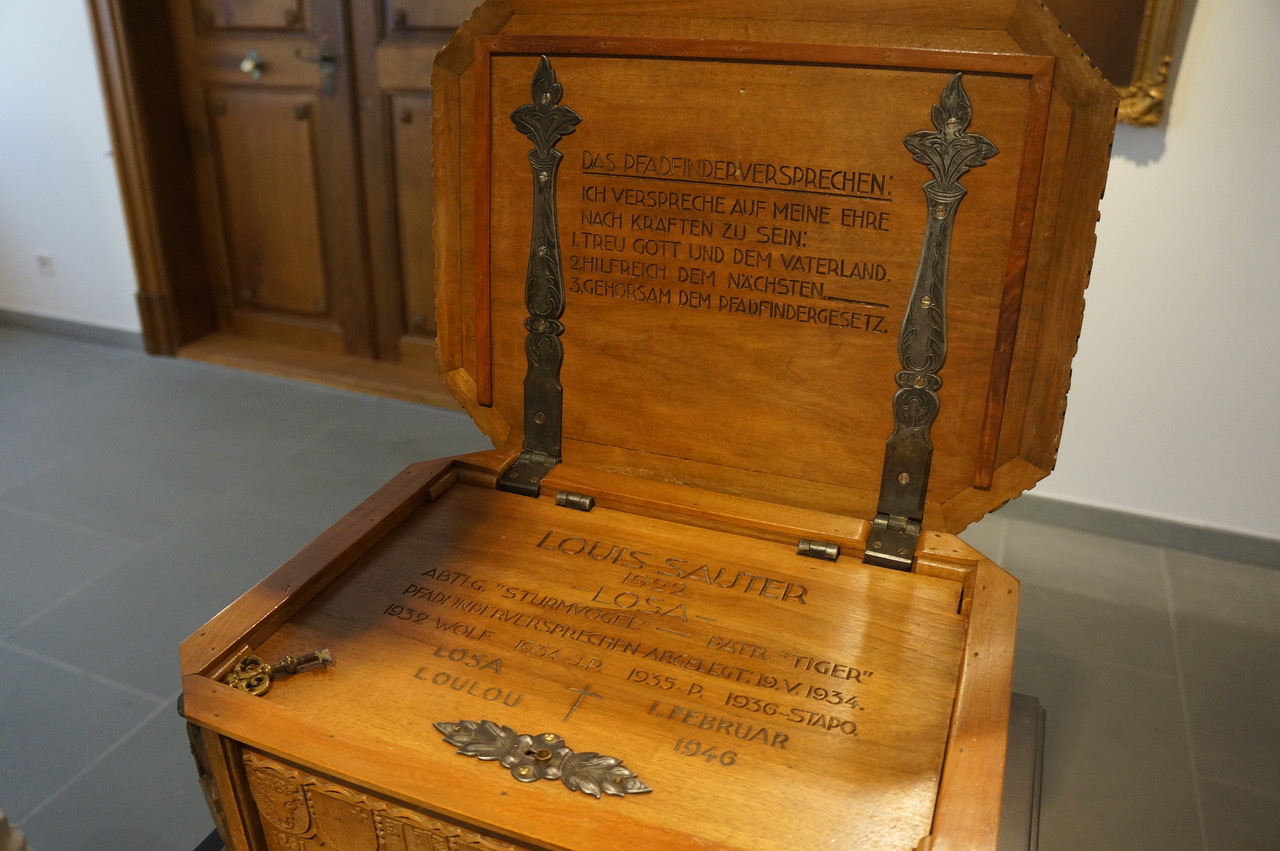 DAS PFADFINDERVERSPRECHEN:
ICH VERSPRECHE AUF MEINE EHRE
NACH KRÄFTEN ZU SEIN:
1. TREU GOTT UND DEM VATERLAND.
2. HILFREICH DEM NÄCHSTEN.
3. GEHORSAM DEM PFADFINDERGESETZ.
LOUIS SAUTER
1922
LOSA
ABTLG. "STURMVÖGEL" — PATR. "TIGER"
PFADFINDERVERSPRECHEN ABGELEGT: 19. V. 1934.
1932. WOLF. 1934 J.P. 1935-P. 1936-STAPO.
LOSA
LOULOU
1. FEBRUAR
1946